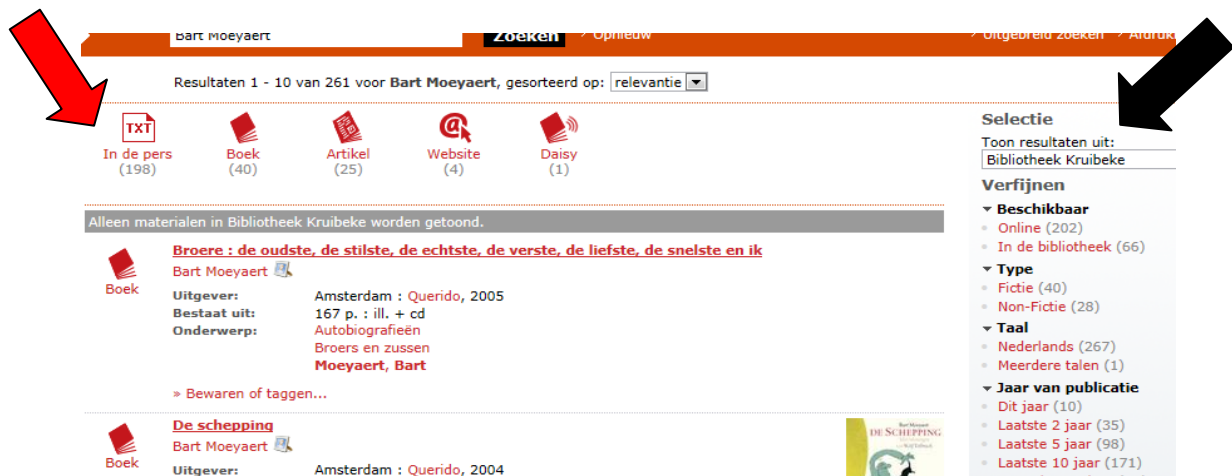 Bart Moeyaert Zoeken Opnieuw Uitgebreid zoeken
Resultaten 1 - 10 van 261 voor Bart Moeyaert, gesorteerd op: relevantie
TXT
In de pers
(198)
Boek
(40)
Artikel
(25)
Website
(4)
Daisy
(1)
Alleen materialen in Bibliotheek Kruibeke worden getoond.
Boek
Broere : de oudste, de stilste, de echtste, de verste, de liefste, de snelste en ik
Bart Moeyaert
Uitgever: Amsterdam : Querido, 2005
Bestaat uit: 167 p. : ill. + cd
Onderwerp: Autobiografieën
Broers en zussen
Moeyaert, Bart
» Bewaren of taggen...
Boek
De schepping
Bart Moeyaert
Uitgever: Amsterdam : Querido, 2004
Bart Moeyaert
DE SCHEPPING
Selectie
Toon resultaten uit:
Bibliotheek Kruibeke
Verfijnen
Beschikbaar
Online (202)
In de bibliotheek (66)
Type
Fictie (40)
Non-Fictie (28)
Taal
Nederlands (267)
Meerdere talen (1)
Jaar van publicatie
Dit jaar (10)
Laatste 2 jaar (35)
Laatste 5 jaar (98)
Laatste 10 jaar (171)